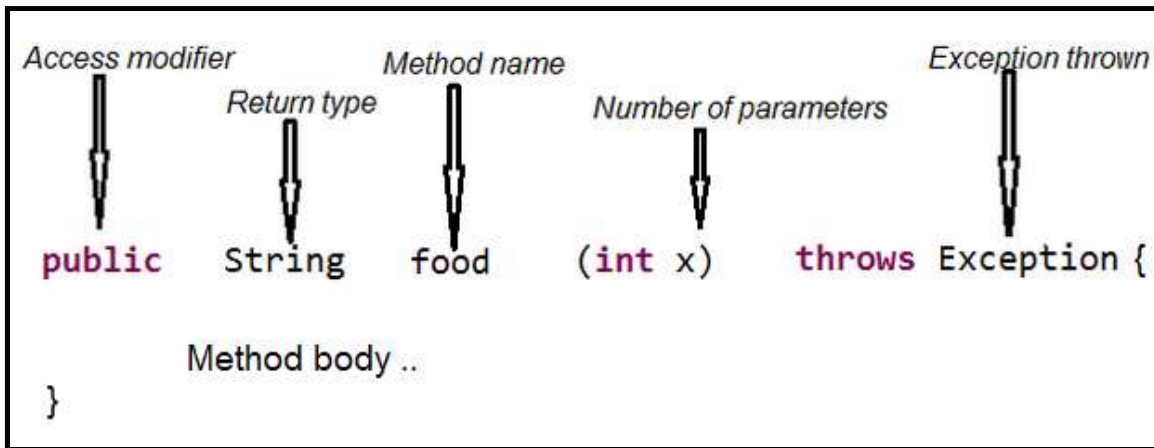 Access modifier Method name Exception thrown
Return type Number of parameters
public String food (int x) throws Exception {
Method body ..
}